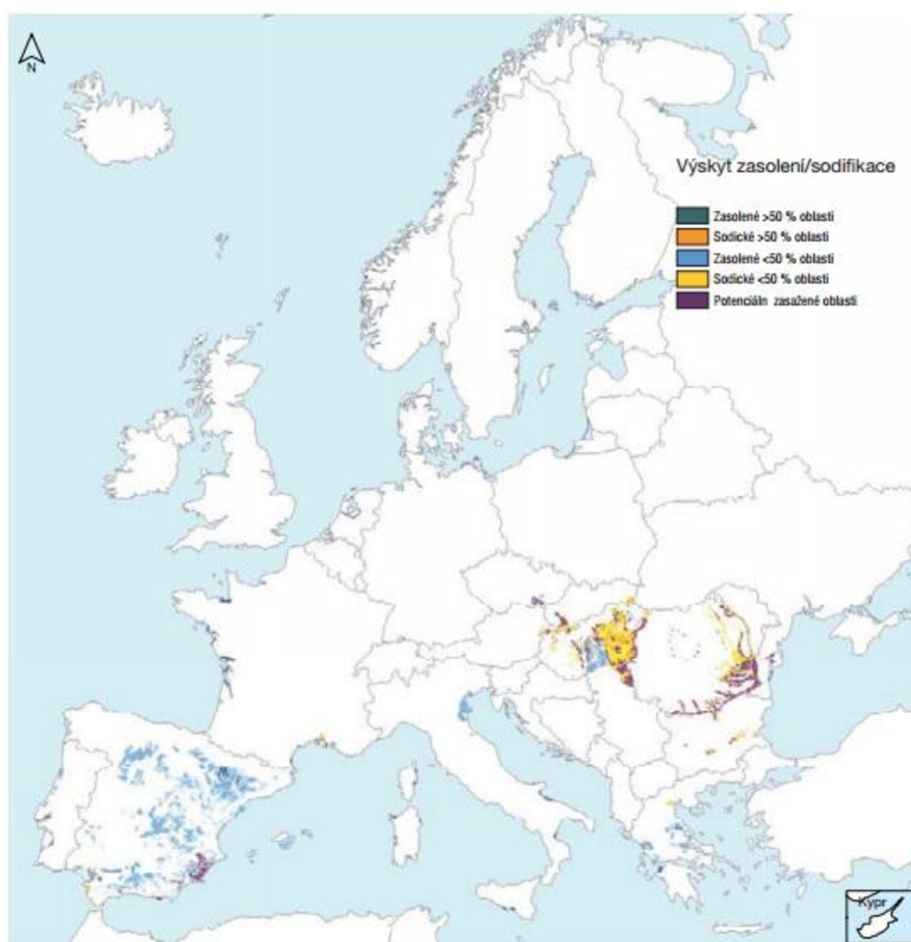 N
Výskyt zasolení/sodifikace
Zasolené >50 % oblasti
Sodické >50 % oblasti
Zasolené <50 % oblasti
Sodické <50 % oblasti
Potenciáln zasažené oblasti
Kypr